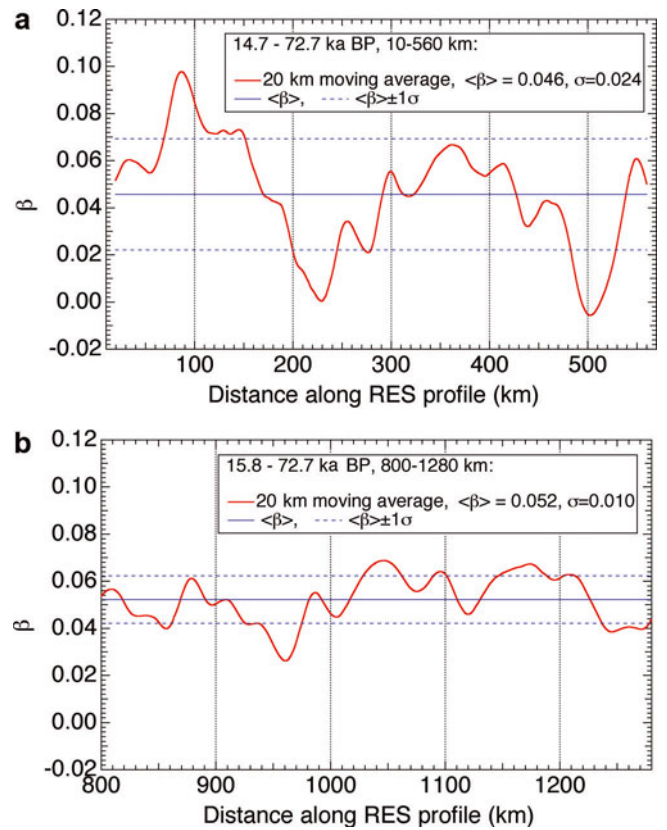 a
14.7 - 72.7 ka BP, 10-560 km:
20 km moving average, <β> = 0.046, σ=0.024
<β>, <β>±1σ
0.12
0.10
0.08
0.06
0.04
0.02
0.00
-0.02
β
100 200 300 400 500
Distance along RES profile (km)
b
15.8 - 72.7 ka BP, 800-1280 km:
20 km moving average, <β> = 0.052, σ=0.010
<β>, <β>±1σ
0.12
0.10
0.08
0.06
0.04
0.02
0.00
-0.02
β
800 900 1000 1100 1200
Distance along RES profile (km)